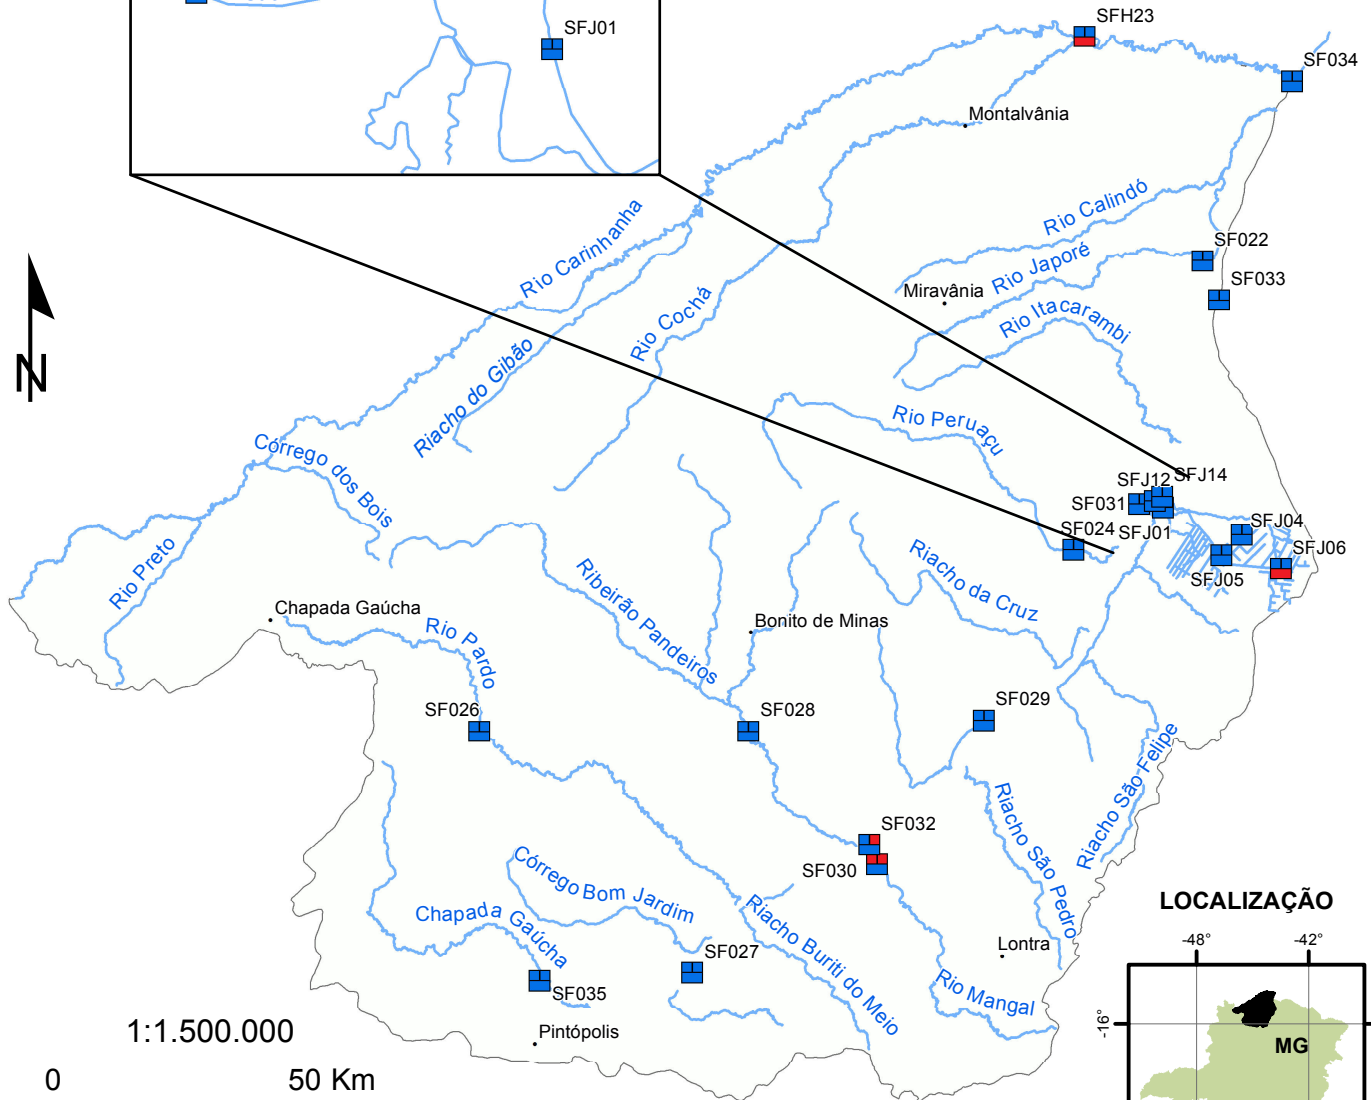 SFJ01
SFH23
SF034
Montalvânia
Rio Calindó
Rio Carinhanha
SF022
Rio Japoré
SF033
Miravânia
Rio Cochá
Rio Itacarambi
Riacho do Gibão
N
Rio Peruaçu
Córrego dos Bois
SFJ12
SFJ14
SF031
SFJ01
SF024
SFJ04
SFJ06
SFJ05
Rio Preto
Riacho da Cruz
Ribeirão Pandeiros
Chapada Gaúcha
Bonito de Minas
Rio Pardo
SF026
SF028
SF029
Riacho São Felipe
SF032
SF030
Riacho São Pedro
Córrego Bom Jardim
Chapada Gaúcha
Riacho Buriti do Meio
LOCALIZAÇÃO
Lontra
-48°
-42°
SF027
SF035
Rio Mangal
-16°
MG
1:1.500.000
Pintópolis
0
50 Km